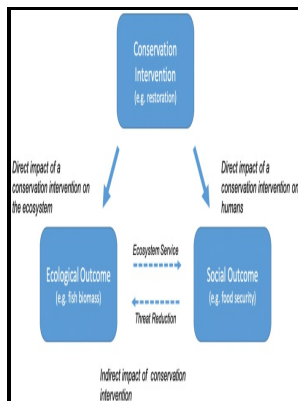 Conservation
Intervention
(e.g. restoration)
Direct impact of a
conservation intervention on
the ecosystem
Direct impact of a
conservation intervention on
humans
Ecosystem Service
Ecological Outcome
(e.g. fish biomass)
Social Outcome
(e.g. food security)
Threat Reduction
Indirect impact of conservation
intervention